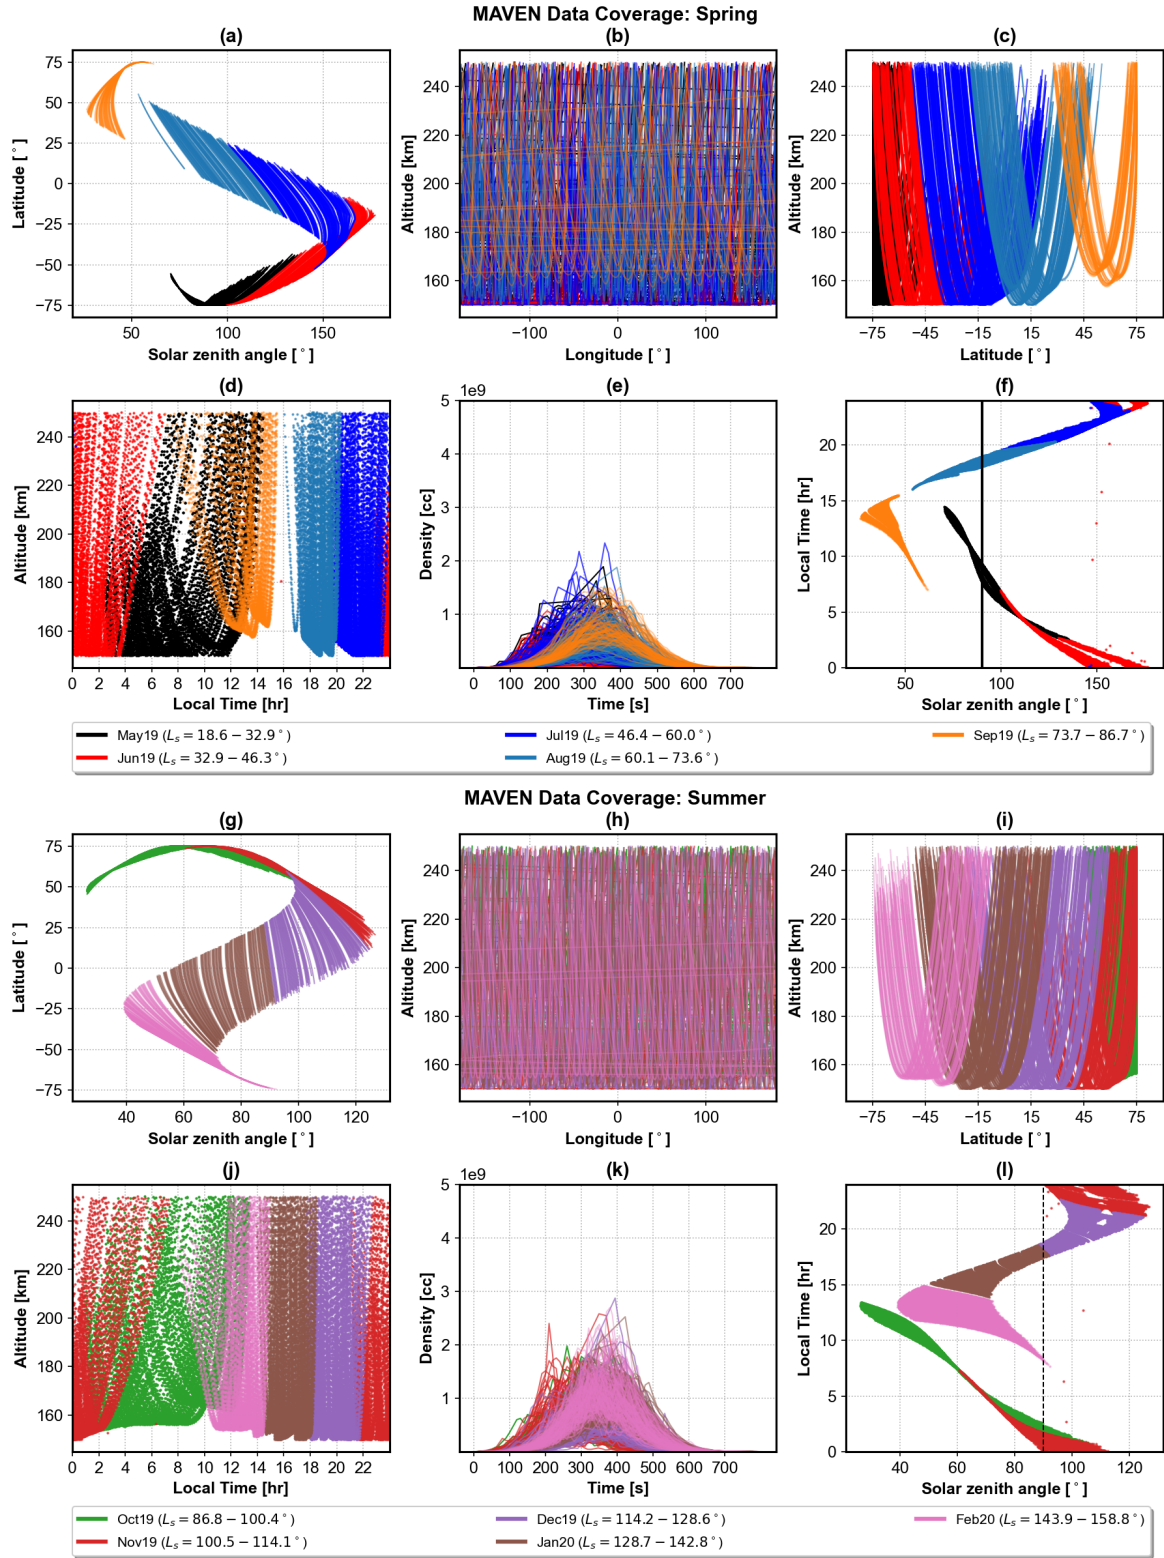 MAVEN Data Coverage: Spring
(a) (b) (c)
75
50
25
0
−25
−50
−75
Latitude [°]
50 100 150
Solar zenith angle [°]
240
220
200
180
160
Altitude [km]
−100 0 100
Longitude [°]
240
220
200
180
160
Altitude [km]
−75 −45 −15 15 45 75
Latitude [°]
(d) (e) (f)
240
220
200
180
160
Altitude [km]
0 2 4 6 8 10 12 14 16 18 20 22
Local Time [hr]
1e9
5
4
3
2
1
Density [cc]
0 100 200 300 400 500 600 700
Time [s]
20
15
10
5
0
Local Time [hr]
50 100 150
Solar zenith angle [°]
May19 (Ls = 18.6 − 32.9°) Jul19 (Ls = 46.4 − 60.0°) Sep19 (Ls = 73.7 − 86.7°)
Jun19 (Ls = 32.9 − 46.3°) Aug19 (Ls = 60.1 − 73.6°)
MAVEN Data Coverage: Summer
(g) (h) (i)
75
50
25
0
−25
−50
−75
Latitude [°]
40 60 80 100 120
Solar zenith angle [°]
240
220
200
180
160
Altitude [km]
−100 0 100
Longitude [°]
240
220
200
180
160
Altitude [km]
−75 −45 −15 15 45 75
Latitude [°]
(j) (k) (l)
240
220
200
180
160
Altitude [km]
0 2 4 6 8 10 12 14 16 18 12 22
Local Time [hr]
1e9
5
4
3
2
1
Density [cc]
0 100 200 300 400 500 600 700
Time [s]
20
15
10
5
0
Local Time [hr]
40 60 80 100 120
Solar zenith angle [°]
Oct19 (Ls = 86.8 − 100.4°) Dec19 (Ls = 114.2 − 128.6°) Feb20 (Ls = 143.9 − 158.8°)
Nov19 (Ls = 100.5 − 114.1°) Jan20 (Ls = 128.7 − 142.8°)